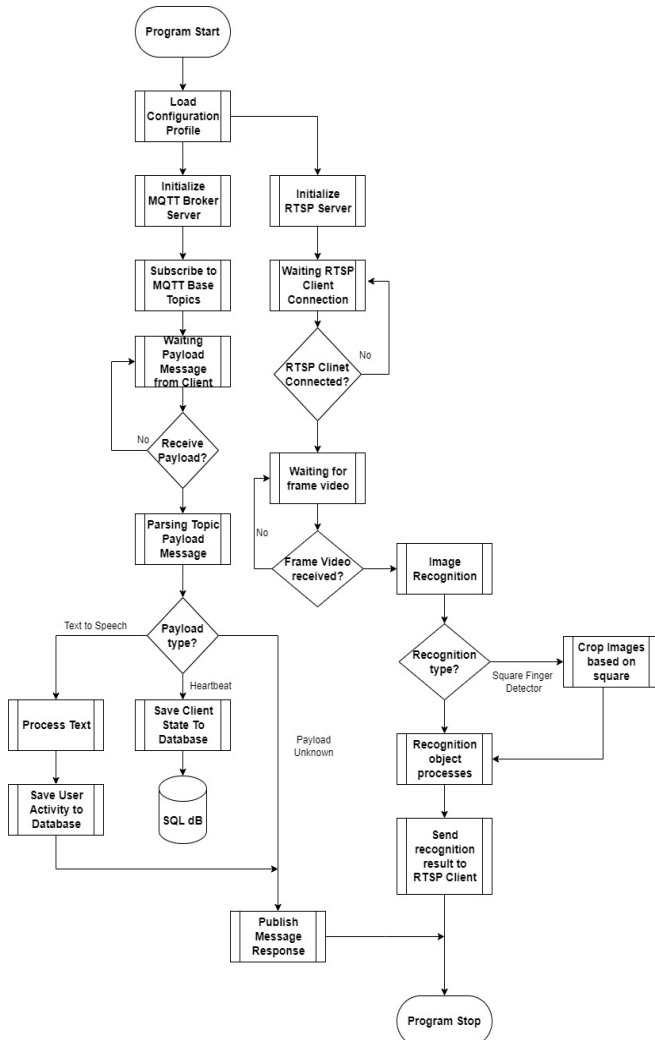 Program Start
Load
Configuration
Profile
Initialize
MQTT Broker
Server
Initialize
RTSP Server
Subscribe to
MQTT Base
Topics
Waiting RTSP
Client
Connection
Waiting
Payload
Message
from Client
No
RTSP Clinet
Connected?
No
Receive
Payload?
Waiting for
frame video
Parsing Topic
Payload
Message
No
Frame Video
received?
Image
Recognition
Text to Speech
Payload
type?
Recognition
type?
Crop Images
based on
square
Square Finger
Detector
Heartbeat
Process Text
Save Client
State To
Database
Payload
Unknown
Recognition
object
processes
Save User
Activity to
Database
SQL dB
Send
recognition
result to
RTSP Client
Publish
Message
Response
Program Stop